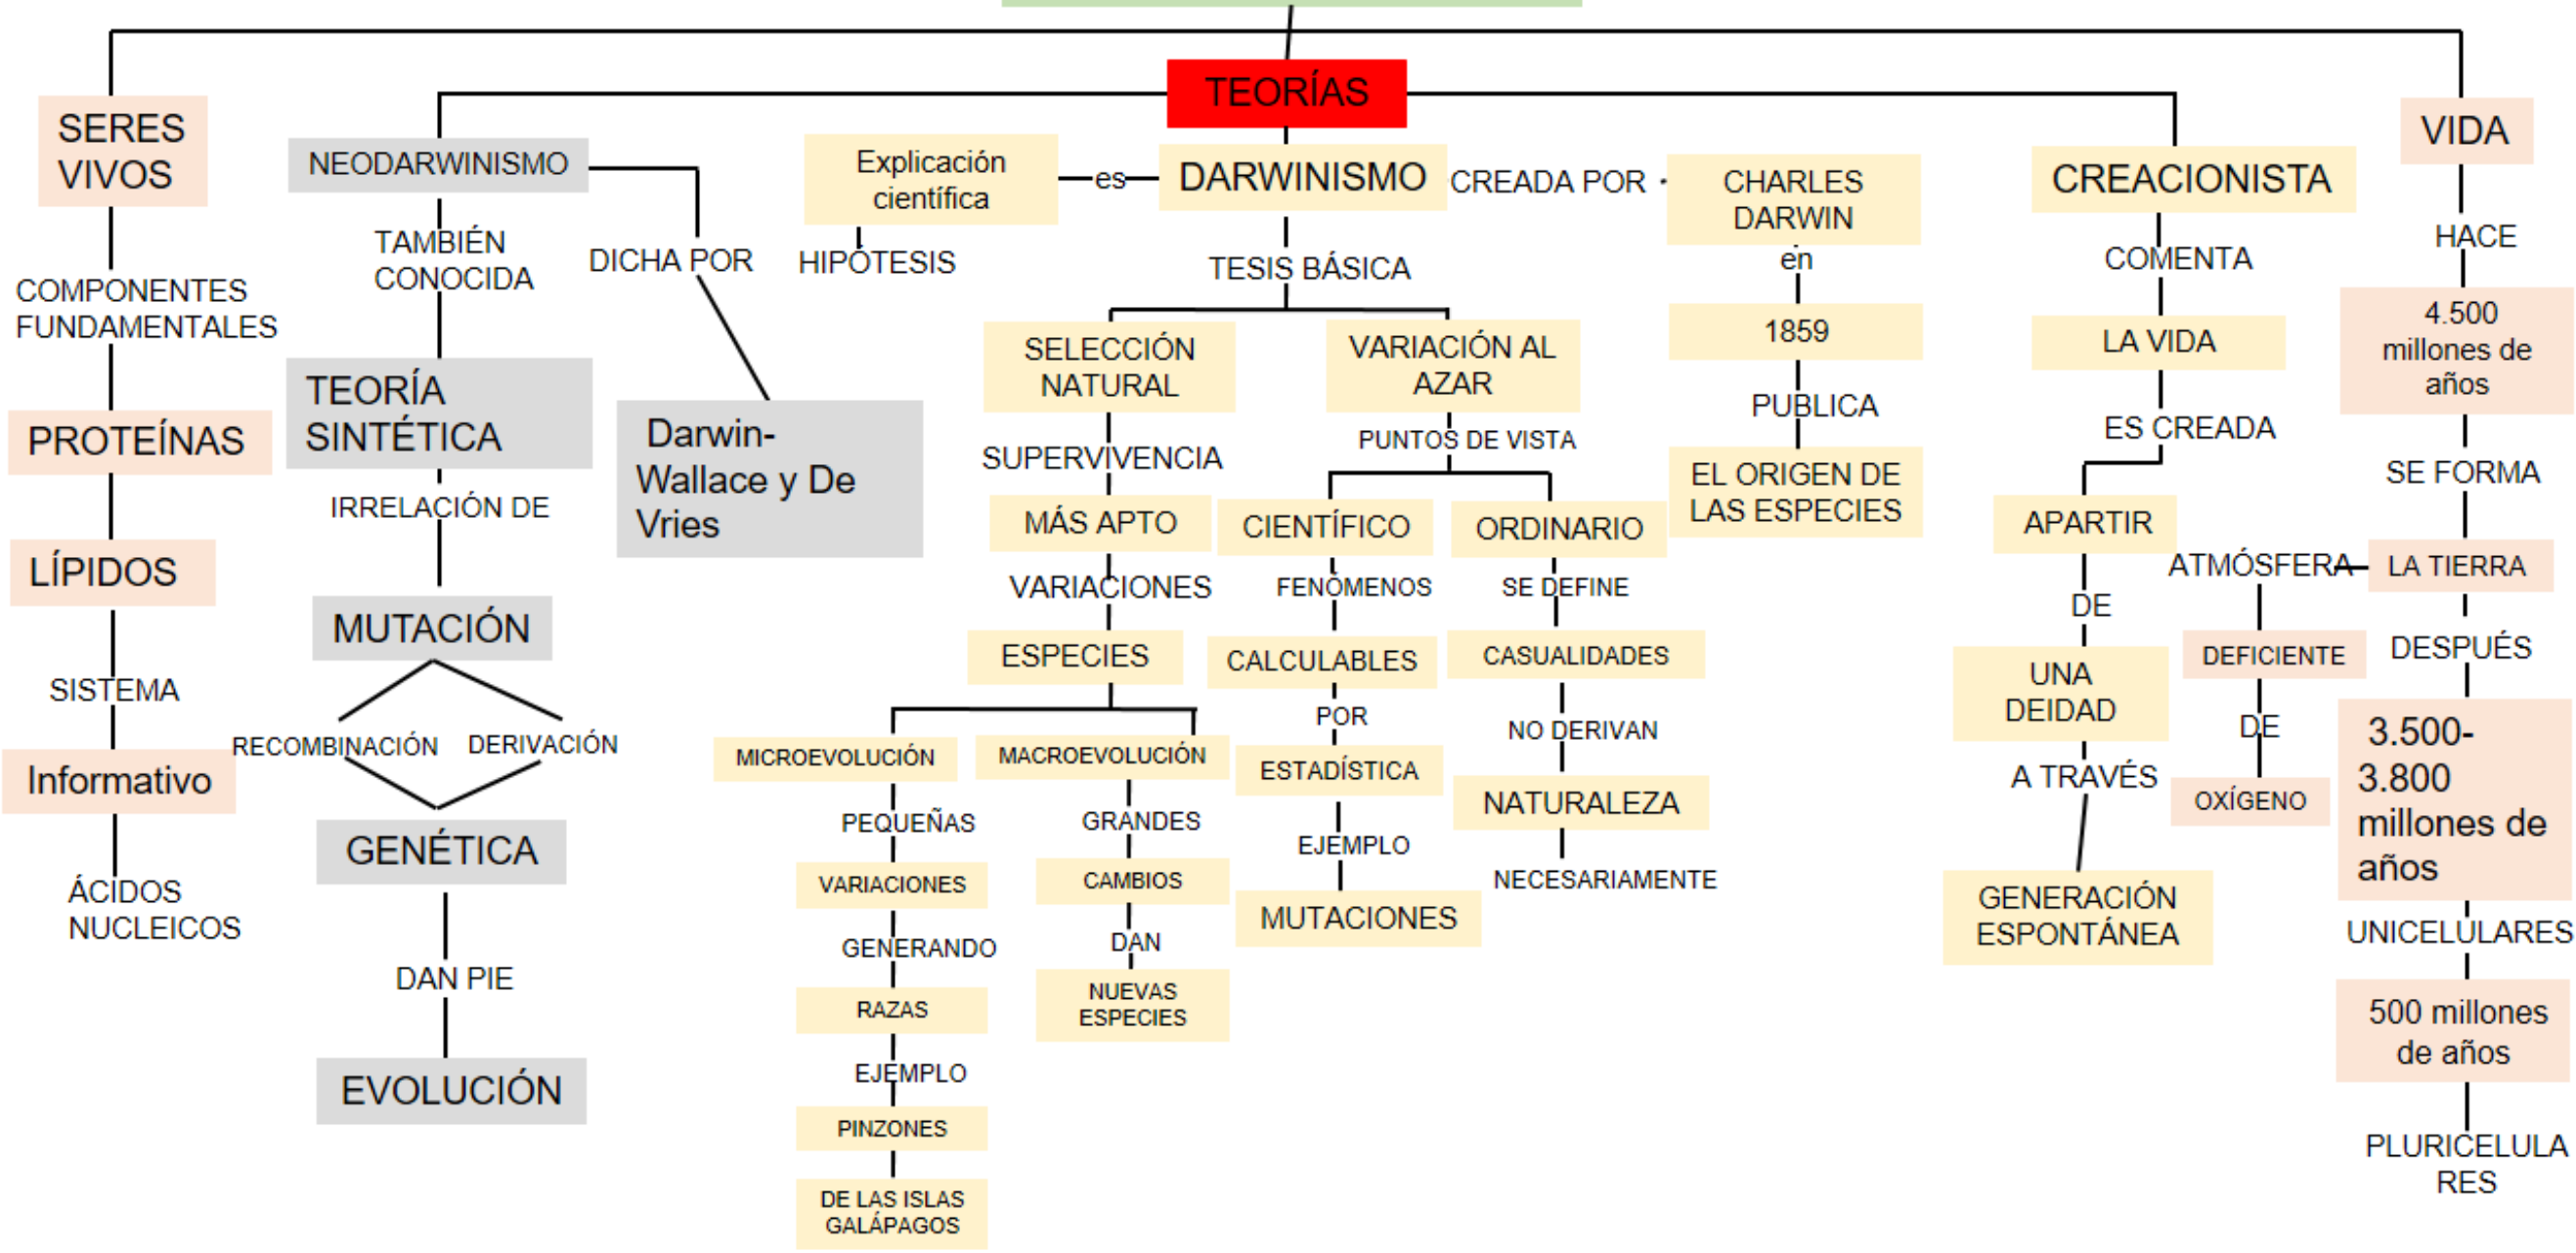 TEORÍAS
SERES
VIVOS
COMPONENTES
FUNDAMENTALES
PROTEÍNAS
LÍPIDOS
SISTEMA
Informativo
ÁCIDOS
NUCLEICOS
NEODARWINISMO
TAMBIÉN
CONOCIDA
TEORÍA
SINTÉTICA
IRRELACIÓN DE
MUTACIÓN
RECOMBINACIÓN
DERIVACIÓN
GENÉTICA
DAN PIE
EVOLUCIÓN
DICHA POR
Darwin-
Wallace y De
Vries
Explicación
científica
HIPÓTESIS
es
DARWINISMO
CREADA POR
CHARLES
DARWIN
en
1859
PUBLICA
EL ORIGEN DE
LAS ESPECIES
TESIS BÁSICA
SELECCIÓN
NATURAL
SUPERVIVENCIA
MÁS APTO
VARIACIONES
ESPECIES
MICROEVOLUCIÓN
PEQUEÑAS
VARIACIONES
GENERANDO
RAZAS
EJEMPLO
PINZONES
DE LAS ISLAS
GALÁPAGOS
MACROEVOLUCIÓN
GRANDES
CAMBIOS
DAN
NUEVAS
ESPECIES
VARIACIÓN AL
AZAR
PUNTOS DE VISTA
CIENTÍFICO
FENÓMENOS
CALCULABLES
POR
ESTADÍSTICA
EJEMPLO
MUTACIONES
ORDINARIO
SE DEFINE
CASUALIDADES
NO DERIVAN
NATURALEZA
NECESARIAMENTE
CREACIONISTA
COMENTA
LA VIDA
ES CREADA
APARTIR
DE
UNA
DEIDAD
A TRAVÉS
GENERACIÓN
ESPONTÁNEA
VIDA
HACE
4.500
millones de
años
SE FORMA
LA TIERRA
ATMÓSFERA
DEFICIENTE
DE
OXÍGENO
DESPUÉS
3.500-
3.800
millones de
años
UNICELULARES
500 millones
de años
PLURICELULA
RES